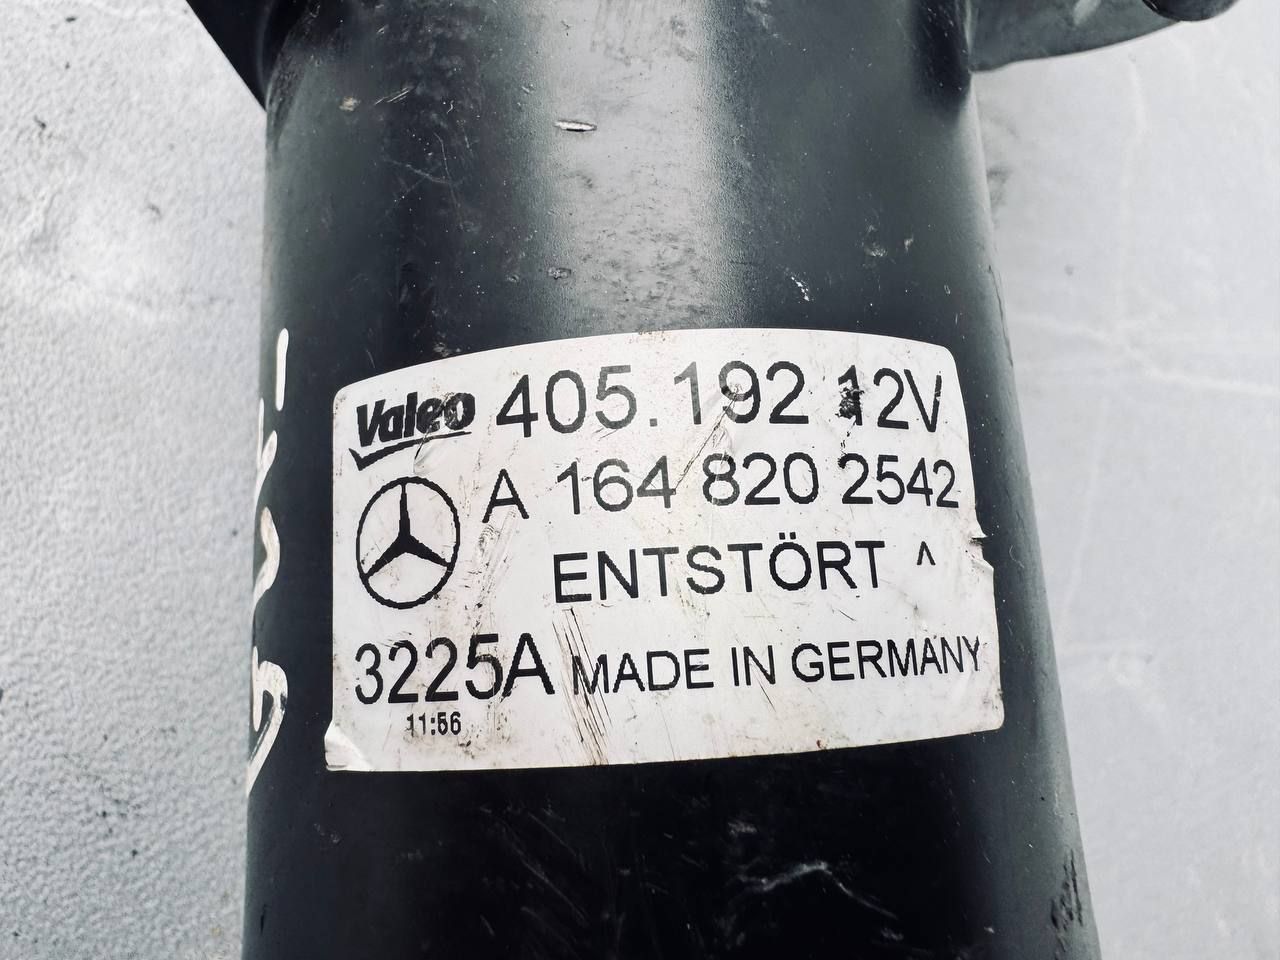 Valeo 405.192 12V
A 164 820 2542
ENTSTÖRT ^
3225A MADE IN GERMANY
11:56